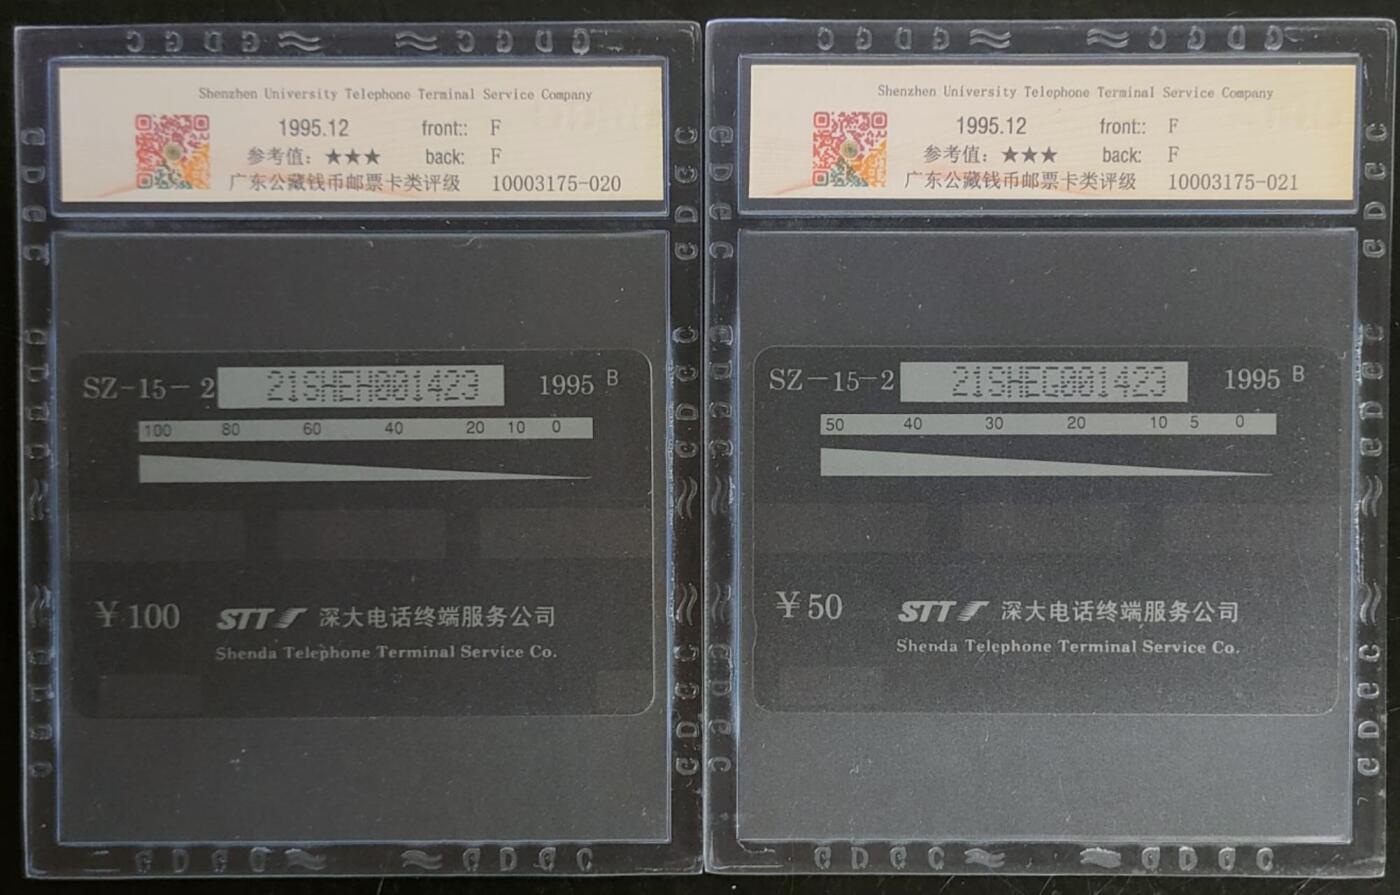 Shenzhen University Telephone Terminal Service Company
1995.12 front:: F
参考值：★★★ back: F
广东公藏钱币邮票卡类评级 10003175-020
SZ-15-2 21SHEH001423 1995 B
100 80 60 40 20 10 0
￥100 STT 深大电话终端服务公司
Shenda Telephone Terminal Service Co.
Shenzhen University Telephone Terminal Service Company
1995.12 front:: F
参考值：★★★ back: F
广东公藏钱币邮票卡类评级 10003175-021
SZ-15-2 21SHEG001423 1995 B
50 40 30 20 10 5 0
￥50 STT 深大电话终端服务公司
Shenda Telephone Terminal Service Co.